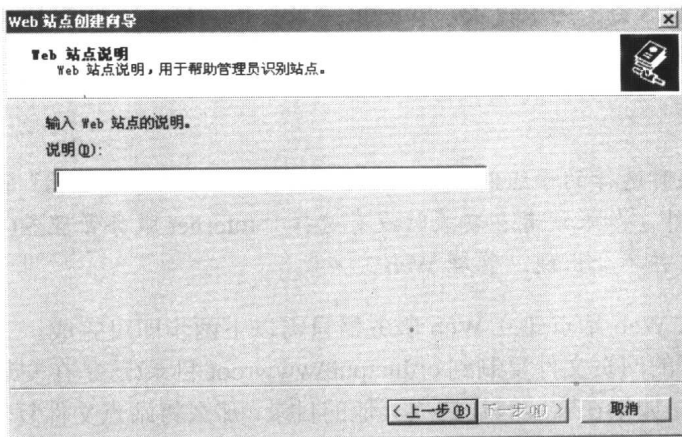 Web 站点创建向导
Web 站点说明
Web 站点说明，用于帮助管理员识别站点。
输入 Web 站点的说明。
说明(D):
< 上一步(B)
下一步(N) >
取消